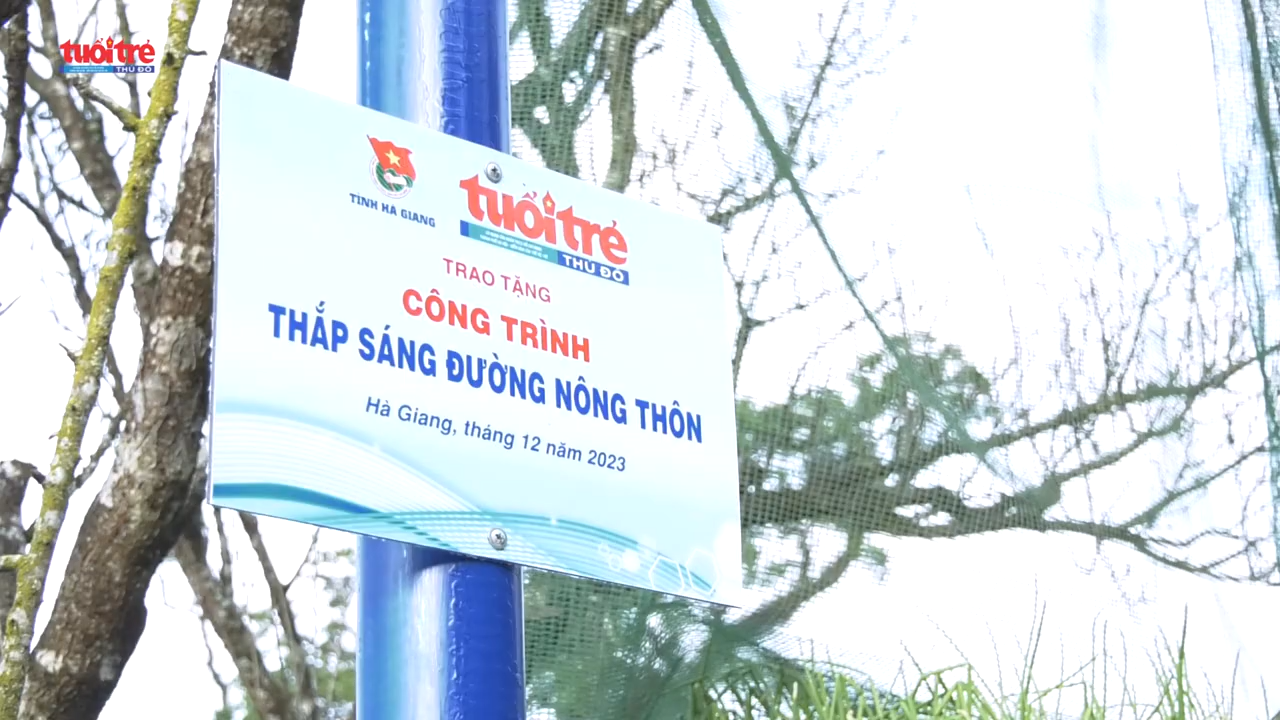 tuổi trẻ
THỦ ĐÔ
TỈNH HÀ GIANG
tuổi trẻ
THỦ ĐÔ
TRAO TẶNG
CÔNG TRÌNH
THẮP SÁNG ĐƯỜNG NÔNG THÔN
Hà Giang, tháng 12 năm 2023